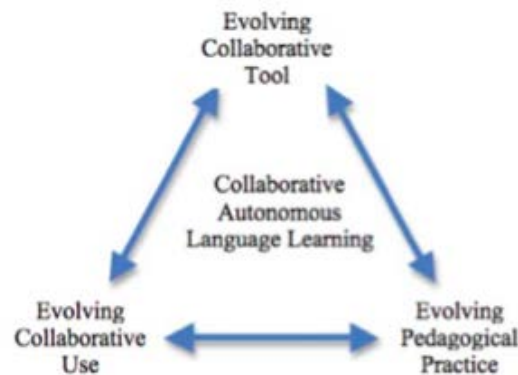 Evolving
Collaborative
Tool
Collaborative
Autonomous
Language Learning
Evolving
Collaborative
Use
Evolving
Pedagogical
Practice